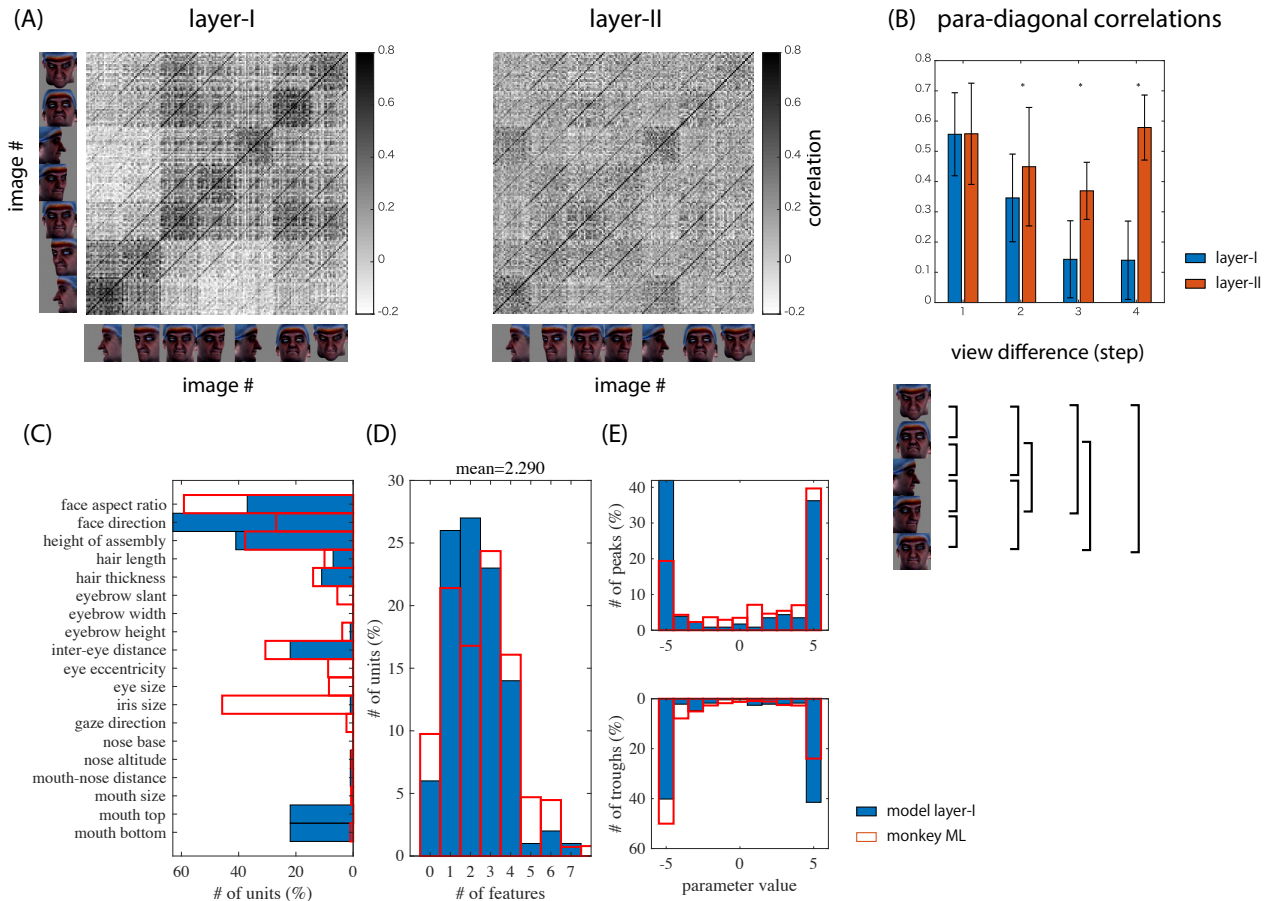 (A)
layer-I
layer-II
(B)
para-diagonal correlations
image #
0.8
0.6
0.4
0.2
0
-0.2
0.8
0.6
0.4
0.2
0
-0.2
correlation
image #
image #
0.8
0.7
0.6
0.5
0.4
0.3
0.2
0.1
0
* * *
1 2 3 4
view difference (step)
layer-I
layer-II
(C)
face aspect ratio
face direction
height of assembly
hair length
hair thickness
eyebrow slant
eyebrow width
eyebrow height
inter-eye distance
eye eccentricity
eye size
iris size
gaze direction
nose base
nose altitude
mouth-nose distance
mouth size
mouth top
mouth bottom
60 40 20 0
# of units (%)
(D)
mean=2.290
30
25
20
15
10
5
0
# of units (%)
0 1 2 3 4 5 6 7
# of features
(E)
40
30
20
10
0
# of peaks (%)
-5 0 5
0
20
40
60
# of troughs (%)
-5 0 5
parameter value
model layer-I
monkey ML